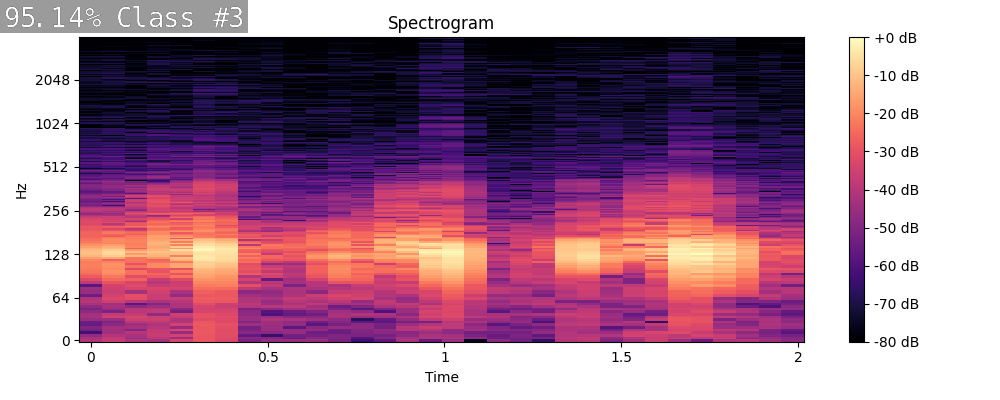 95.14% Class #3
Spectrogram
2048
1024
512
256
128
64
0
Hz
0
0.5
1
1.5
2
Time
+0 dB
-10 dB
-20 dB
-30 dB
-40 dB
-50 dB
-60 dB
-70 dB
-80 dB